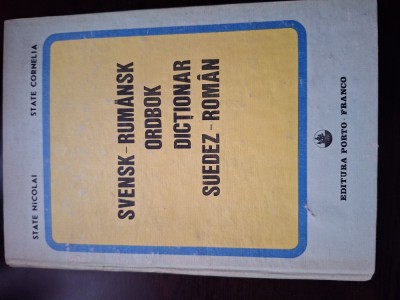 STATE NICOLAI STATE CORNELIA
SVENSK-RUMÄNSK
ORDBOK
DICȚIONAR
SUEDEZ-ROMÂN
EDITURA PORTO-FRANCO